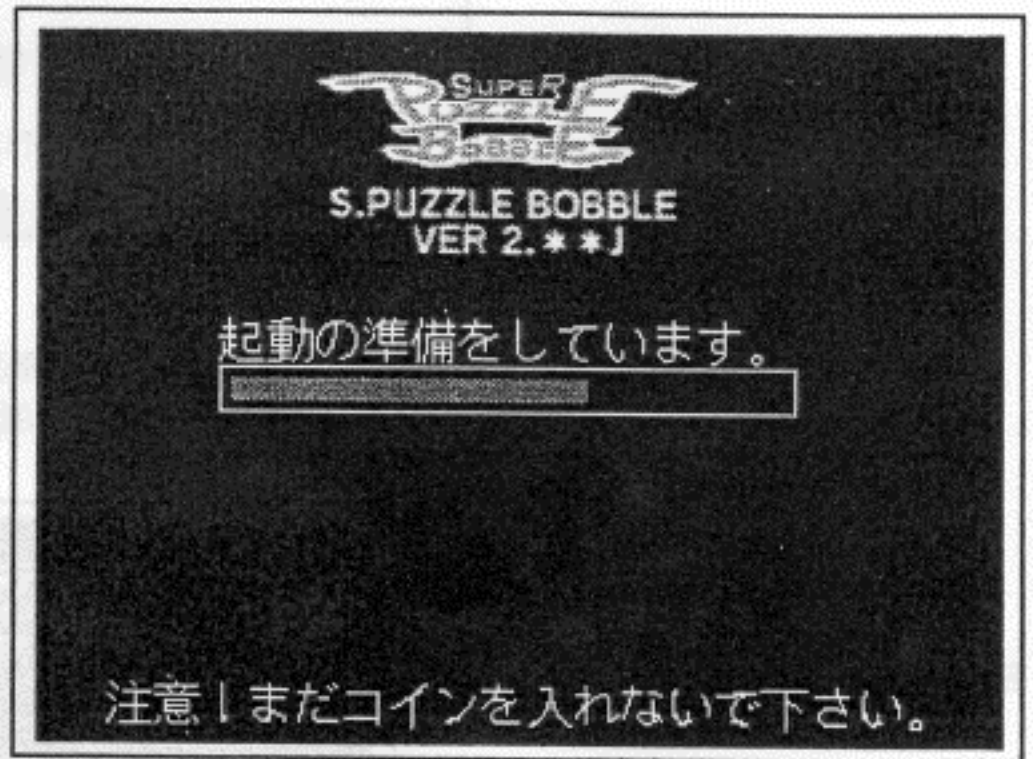 SUPER
PUZZLE
BOBBLE
S.PUZZLE BOBBLE
VER 2.**J
起動の準備をしています。
注意!まだコインを入れないで下さい。